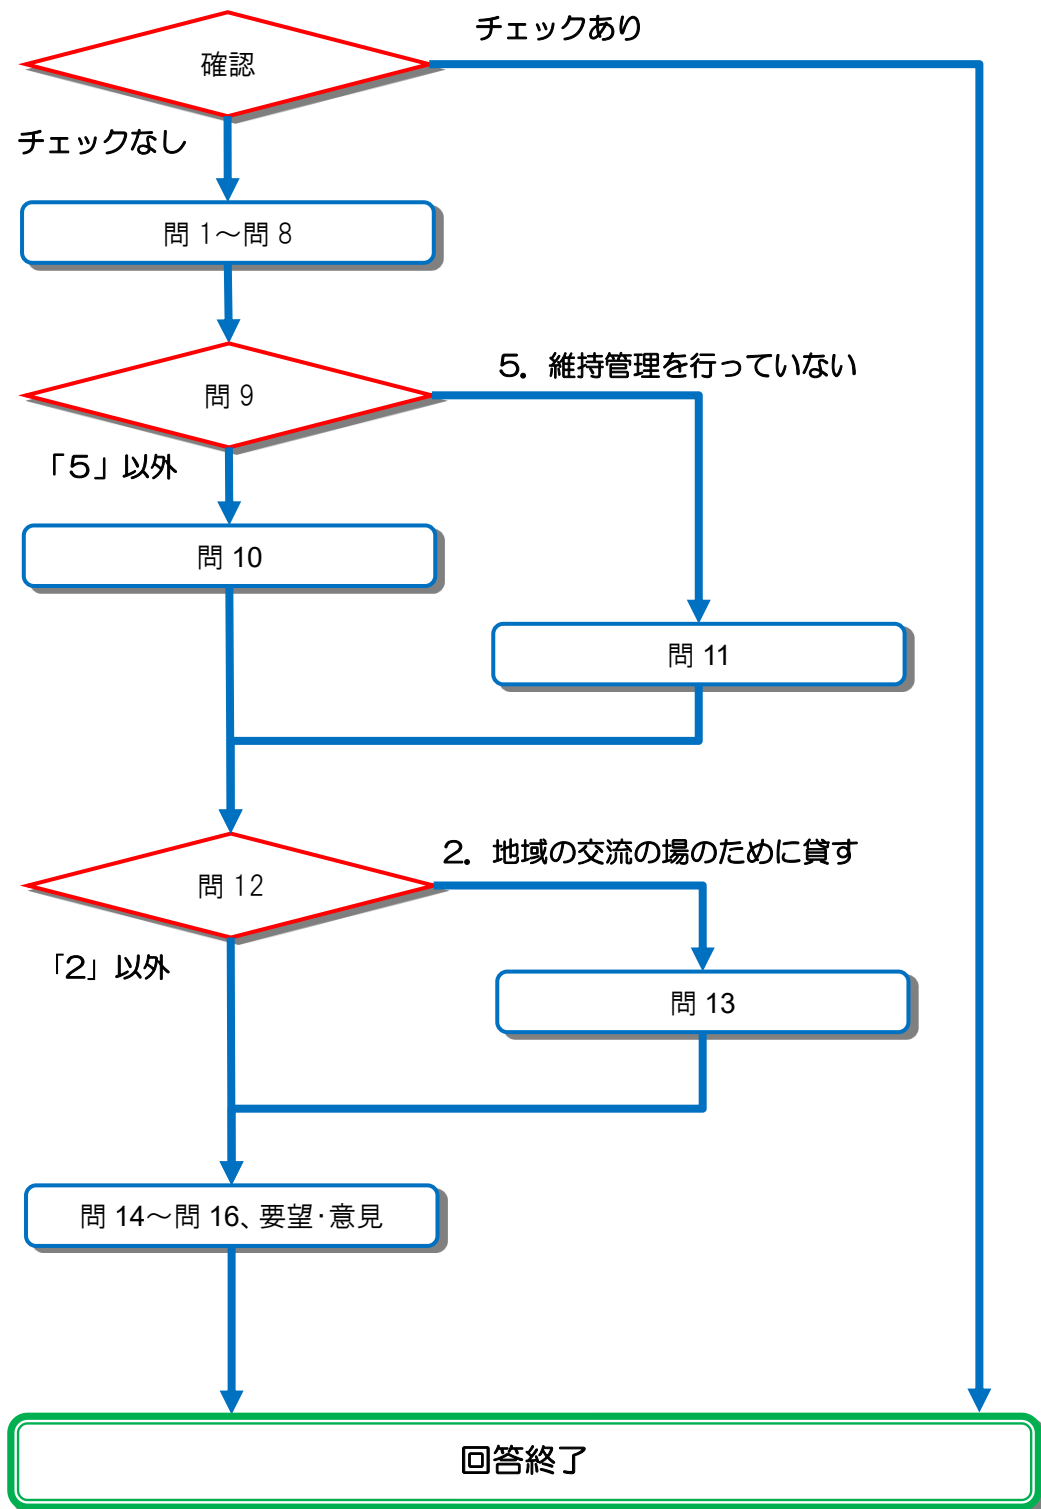 チェックあり
確認
チェックなし
問 1～問 8
5．維持管理を行っていない
問 9
「5」以外
問 10
問 11
2．地域の交流の場のために貸す
問 12
「2」以外
問 13
問 14～問 16、要望・意見
回答終了